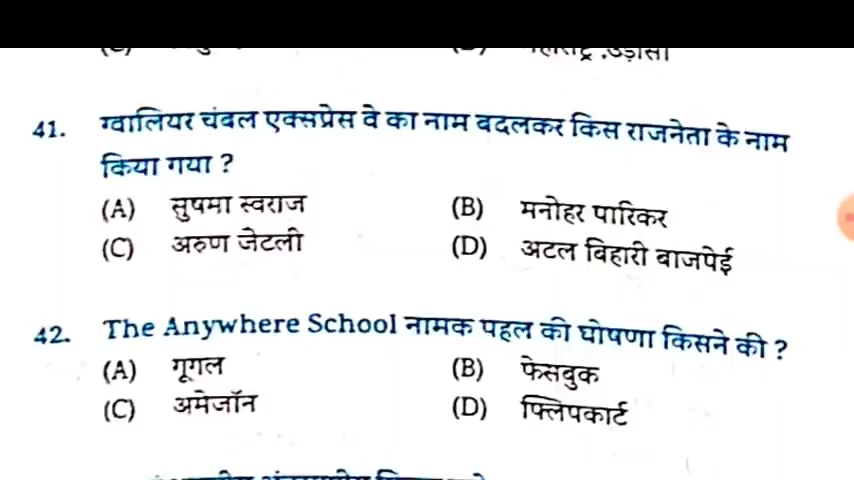 41. ग्वालियर चंबल एक्सप्रेस वे का नाम बदलकर किस राजनेता के नाम
किया गया ?
(A) सुषमा स्वराज (B) मनोहर पारिकर
(C) अरुण जेटली (D) अटल बिहारी बाजपेई
42. The Anywhere School नामक पहल की घोषणा किसने की ?
(A) गूगल (B) फेसबुक
(C) अमेजॉन (D) फ्लिपकार्ट